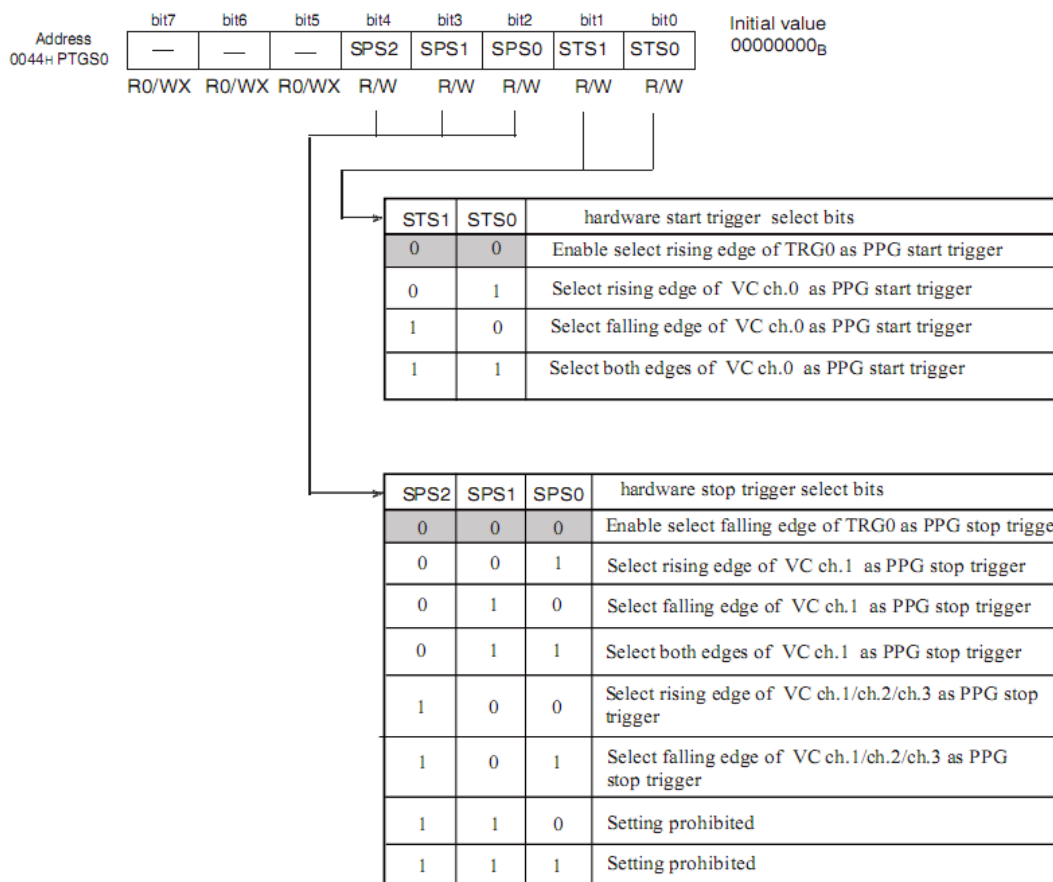 bit7 bit6 bit5 bit4 bit3 bit2 bit1 bit0 Initial value
Address
0044H PTGS0 — — — SPS2 SPS1 SPS0 STS1 STS0 00000000B
R0/WX R0/WX R0/WX R/W R/W R/W R/W R/W
STS1 STS0 hardware start trigger select bits
0 0 Enable select rising edge of TRG0 as PPG start trigger
0 1 Select rising edge of VC ch.0 as PPG start trigger
1 0 Select falling edge of VC ch.0 as PPG start trigger
1 1 Select both edges of VC ch.0 as PPG start trigger
SPS2 SPS1 SPS0 hardware stop trigger select bits
0 0 0 Enable select falling edge of TRG0 as PPG stop trigge
0 0 1 Select rising edge of VC ch.1 as PPG stop trigger
0 1 0 Select falling edge of VC ch.1 as PPG stop trigger
0 1 1 Select both edges of VC ch.1 as PPG stop trigger
1 0 0 Select rising edge of VC ch.1/ch.2/ch.3 as PPG stop
trigger
1 0 1 Select falling edge of VC ch.1/ch.2/ch.3 as PPG
stop trigger
1 1 0 Setting prohibited
1 1 1 Setting prohibited